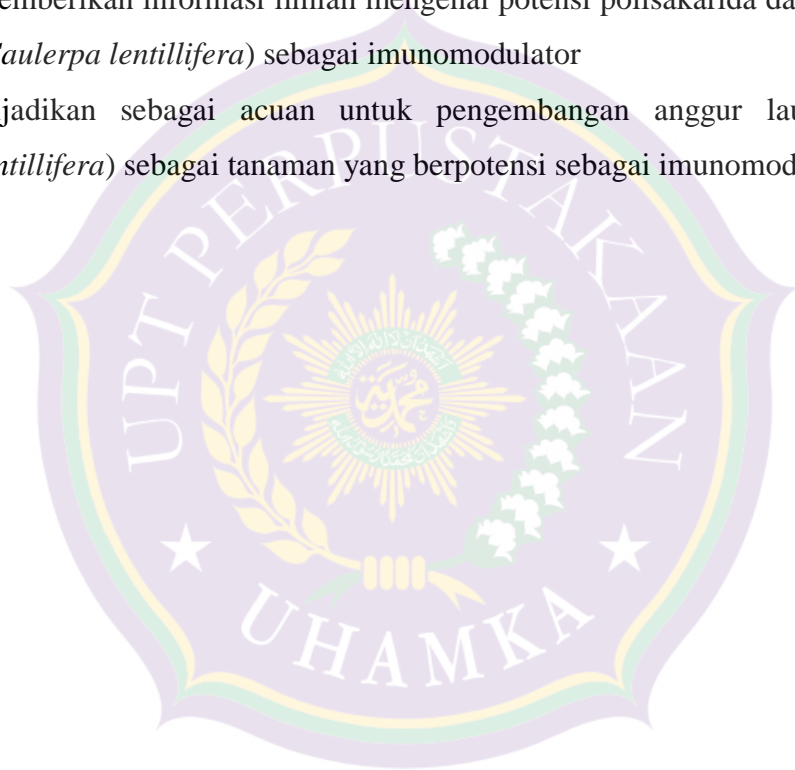 emberikan informasi ilmiah mengenai potensi polisakarida da
aulerpa lentillifera) sebagai imunomodulator
jadikan sebagai acuan untuk pengembangan anggur lau
ntillifera) sebagai tanaman yang berpotensi sebagai imunomod
UPT PERPUSTAKAAN
UHAMKA